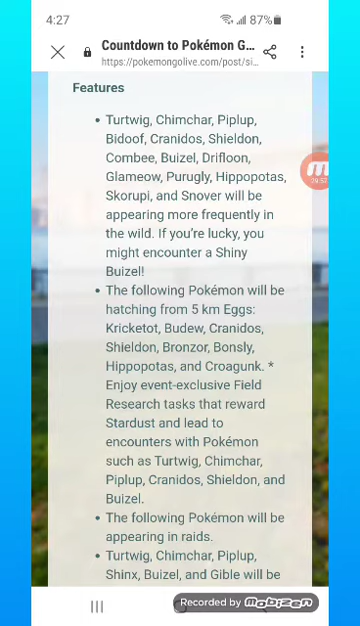 4:27
87%
Countdown to Pokémon G...
https://pokemongolive.com/post/si...
Features
• Turtwig, Chimchar, Piplup,
Bidoof, Cranidos, Shieldon,
Combee, Buizel, Drifloon,
Glameow, Purugly, Hippopotas,
Skorupi, and Snover will be
appearing more frequently in
the wild. If you're lucky, you
might encounter a Shiny
Buizel!
• The following Pokémon will be
hatching from 5 km Eggs:
Kricketot, Budew, Cranidos,
Shieldon, Bronzor, Bonsly,
Hippopotas, and Croagunk. *
Enjoy event-exclusive Field
Research tasks that reward
Stardust and lead to
encounters with Pokémon
such as Turtwig, Chimchar,
Piplup, Cranidos, Shieldon, and
Buizel.
• The following Pokémon will be
appearing in raids.
• Turtwig, Chimchar, Piplup,
Shinx, Buizel, and Gible will be
Recorded by mobizen